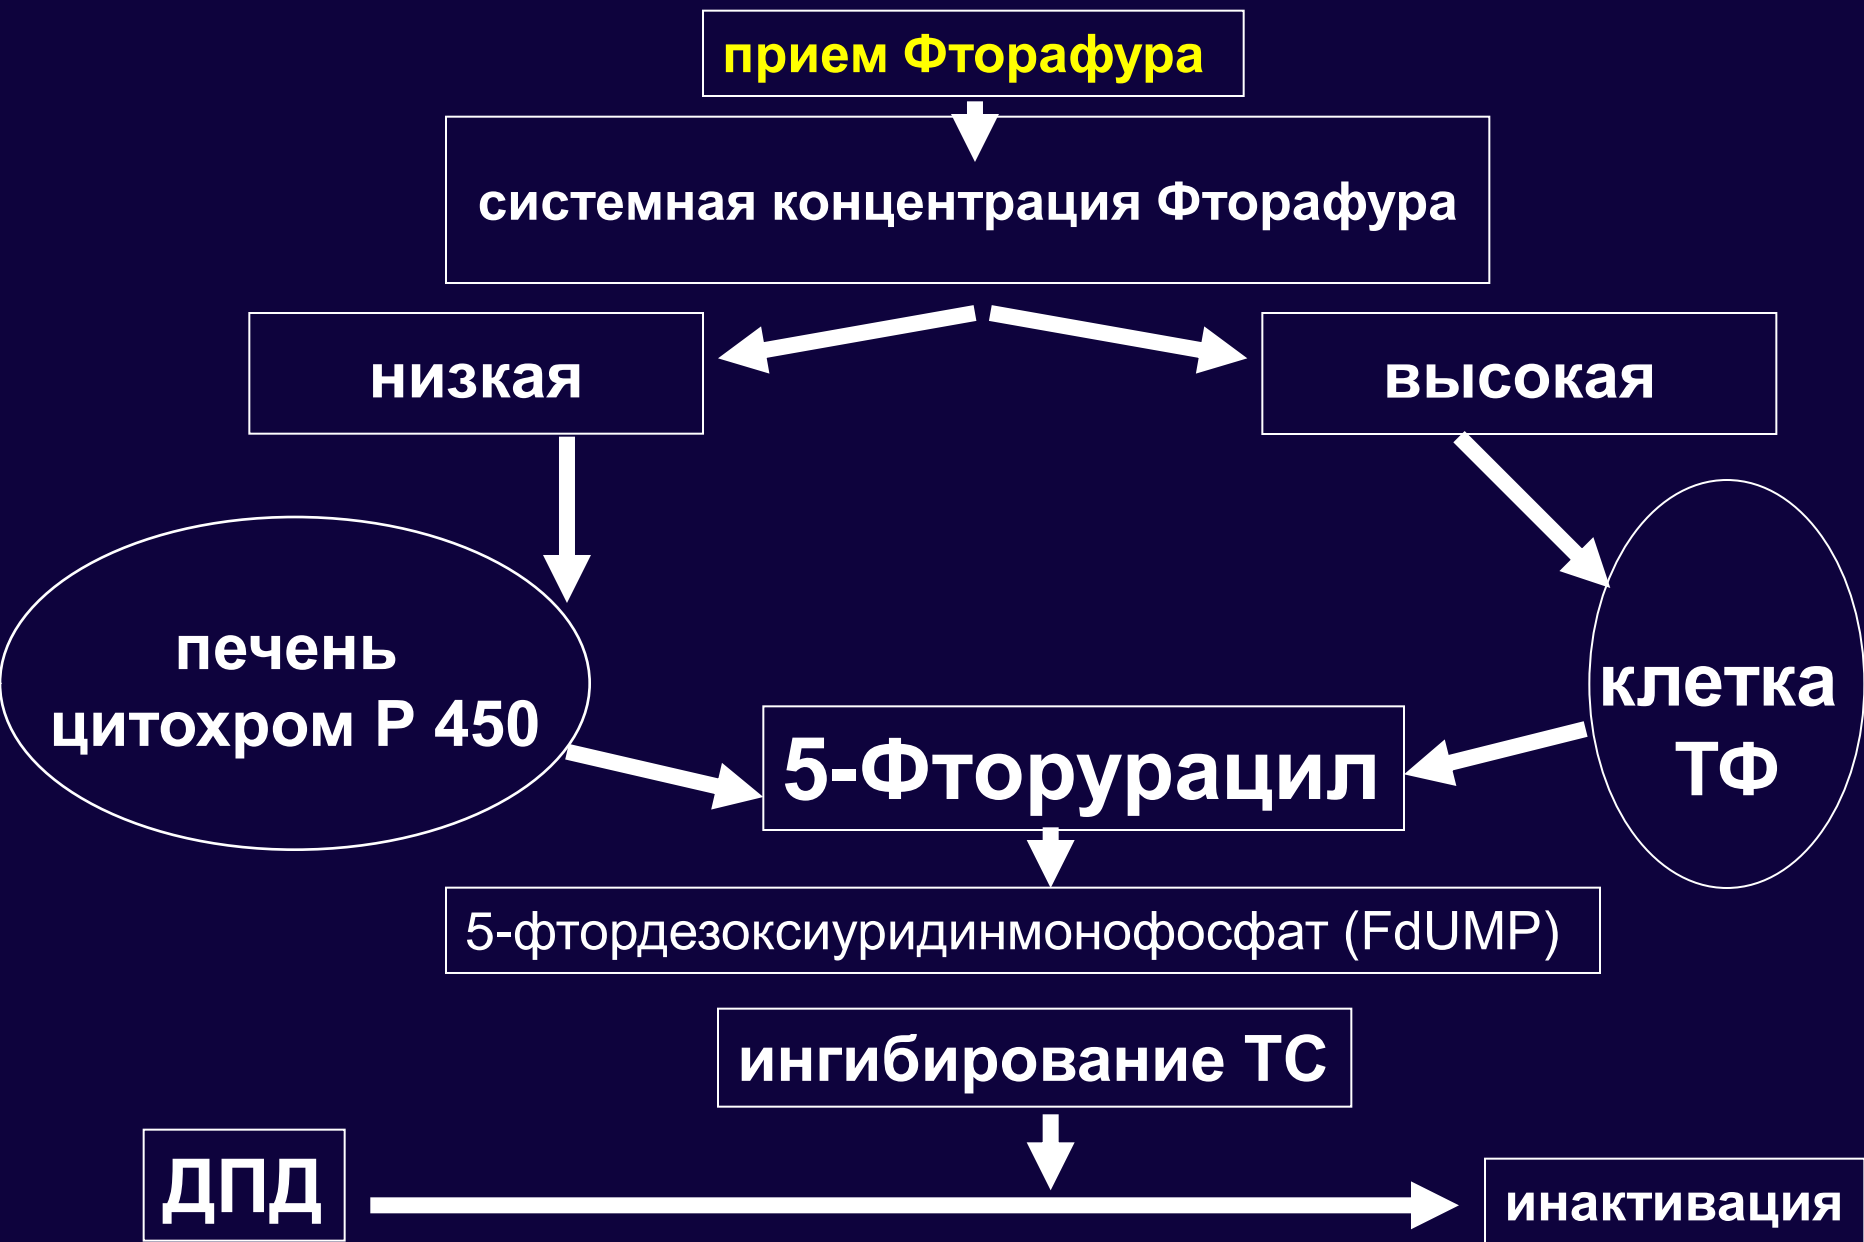 прием Фторафура
системная концентрация Фторафура
низкая
высокая
печень
цитохром Р 450
клетка
ТФ
5-Фторурацил
5-фтордезоксиуридинмонофосфат (FdUMP)
ингибирование ТС
ДПД
инактивация